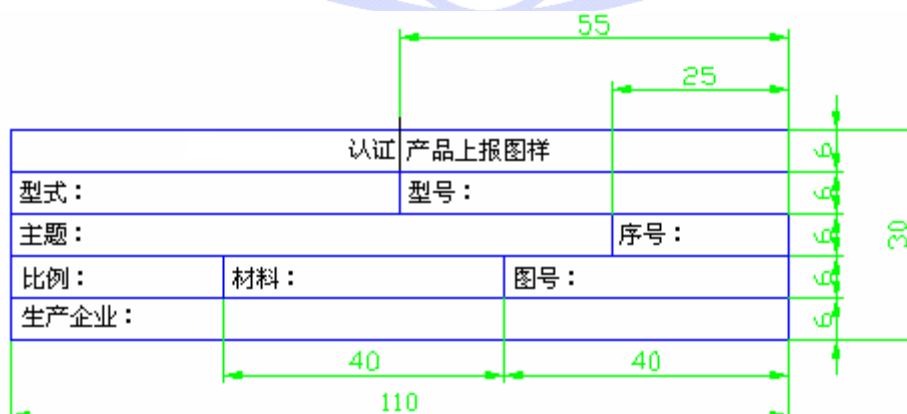 55
25
认证 产品上报图样 6
型式： 型号： 6
主题： 序号： 6 30
比例： 材料： 图号： 6
生产企业： 6
40 40
110